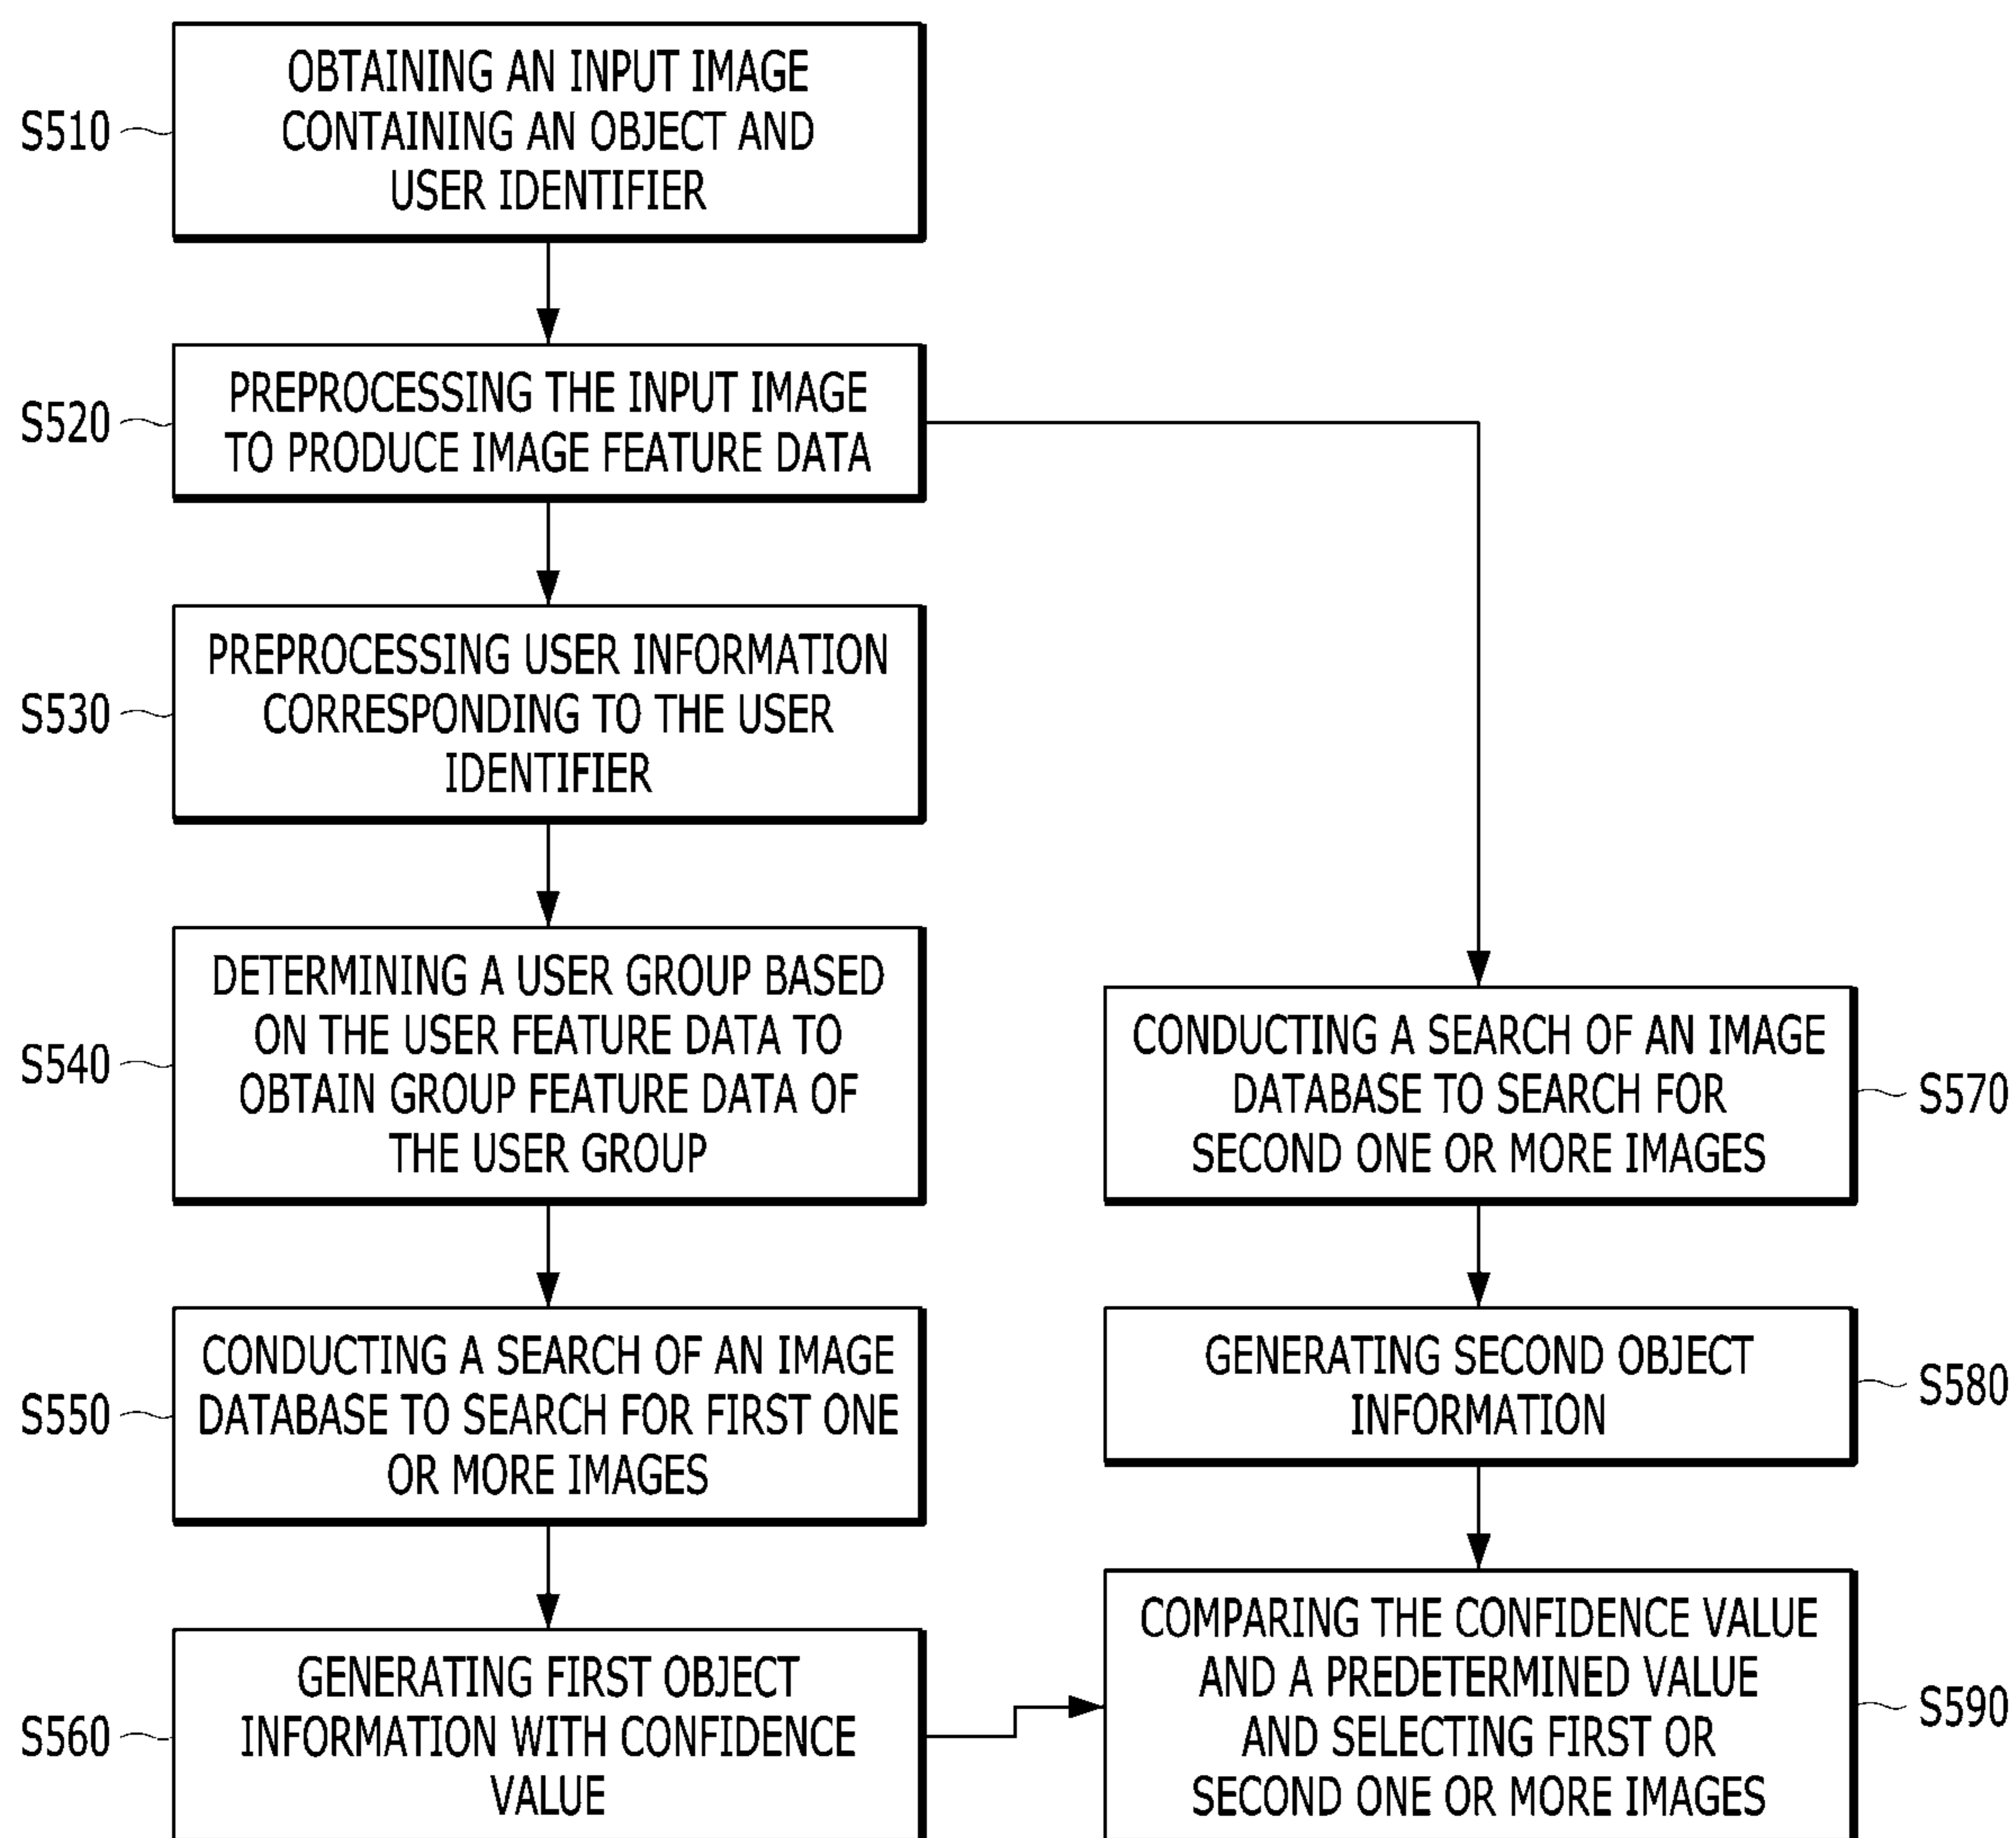 S510
OBTAINING AN INPUT IMAGE
CONTAINING AN OBJECT AND
USER IDENTIFIER
S520
PREPROCESSING THE INPUT IMAGE
TO PRODUCE IMAGE FEATURE DATA
S530
PREPROCESSING USER INFORMATION
CORRESPONDING TO THE USER
IDENTIFIER
S540
DETERMINING A USER GROUP BASED
ON THE USER FEATURE DATA TO
OBTAIN GROUP FEATURE DATA OF
THE USER GROUP
S550
CONDUCTING A SEARCH OF AN IMAGE
DATABASE TO SEARCH FOR FIRST ONE
OR MORE IMAGES
S560
GENERATING FIRST OBJECT
INFORMATION WITH CONFIDENCE
VALUE
CONDUCTING A SEARCH OF AN IMAGE
DATABASE TO SEARCH FOR
SECOND ONE OR MORE IMAGES
S570
GENERATING SECOND OBJECT
INFORMATION
S580
COMPARING THE CONFIDENCE VALUE
AND A PREDETERMINED VALUE
AND SELECTING FIRST OR
SECOND ONE OR MORE IMAGES
S590